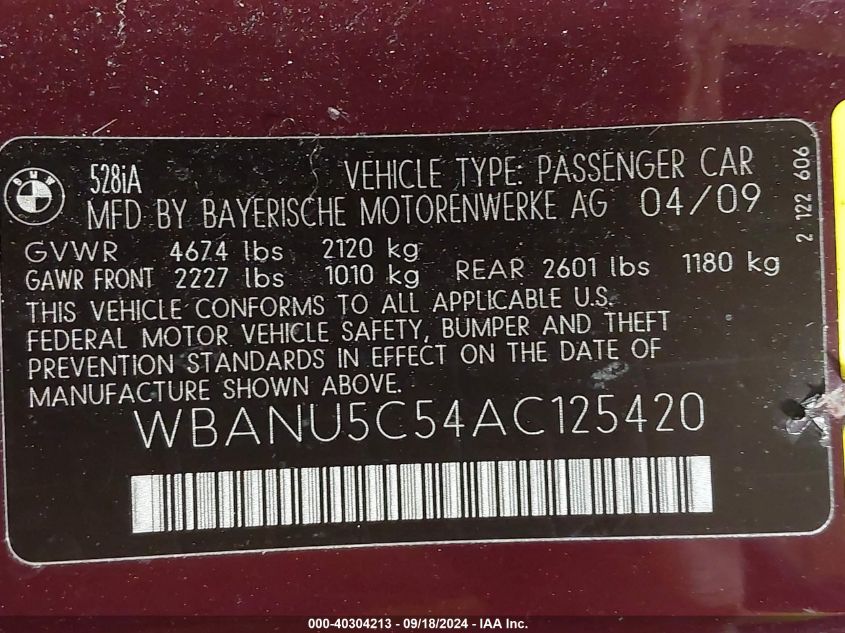 BMW
528iA
VEHICLE TYPE: PASSENGER CAR
MFD BY BAYERISCHE MOTORENWERKE AG 04/09
GVWR 4674 lbs 2120 kg
GAWR FRONT 2227 lbs 1010 kg REAR 2601 lbs 1180 kg
THIS VEHICLE CONFORMS TO ALL APPLICABLE U.S.
FEDERAL MOTOR VEHICLE SAFETY, BUMPER AND THEFT
PREVENTION STANDARDS IN EFFECT ON THE DATE OF
MANUFACTURE SHOWN ABOVE.
WBANU5C54AC125420
2 122 606
000-40304213 - 09/18/2024 - IAA Inc.